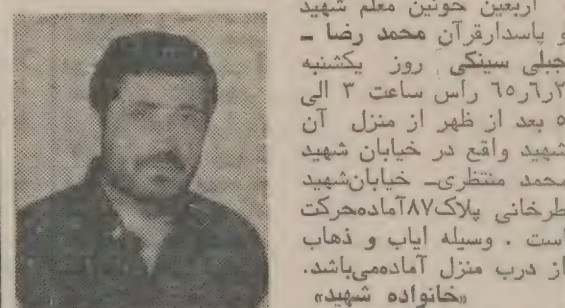 اربعین خونین معلم شهید
و پاسدارقرآن محمد رضا ـ
جبلی سینکی روز یکشنبه
۲ر۶ر۶۵ راس ساعت ۳ الی
۵ بعد از ظهر از منزل آن
شهید واقع در خیابان شهید
محمد منتظری ـ خیابان‌شهید
طرخانی پلاک۸۷آماده‌حرکت
است . وسیله ایاب و ذهاب
از درب منزل آماده‌می‌باشد.
«خانواده شهید»